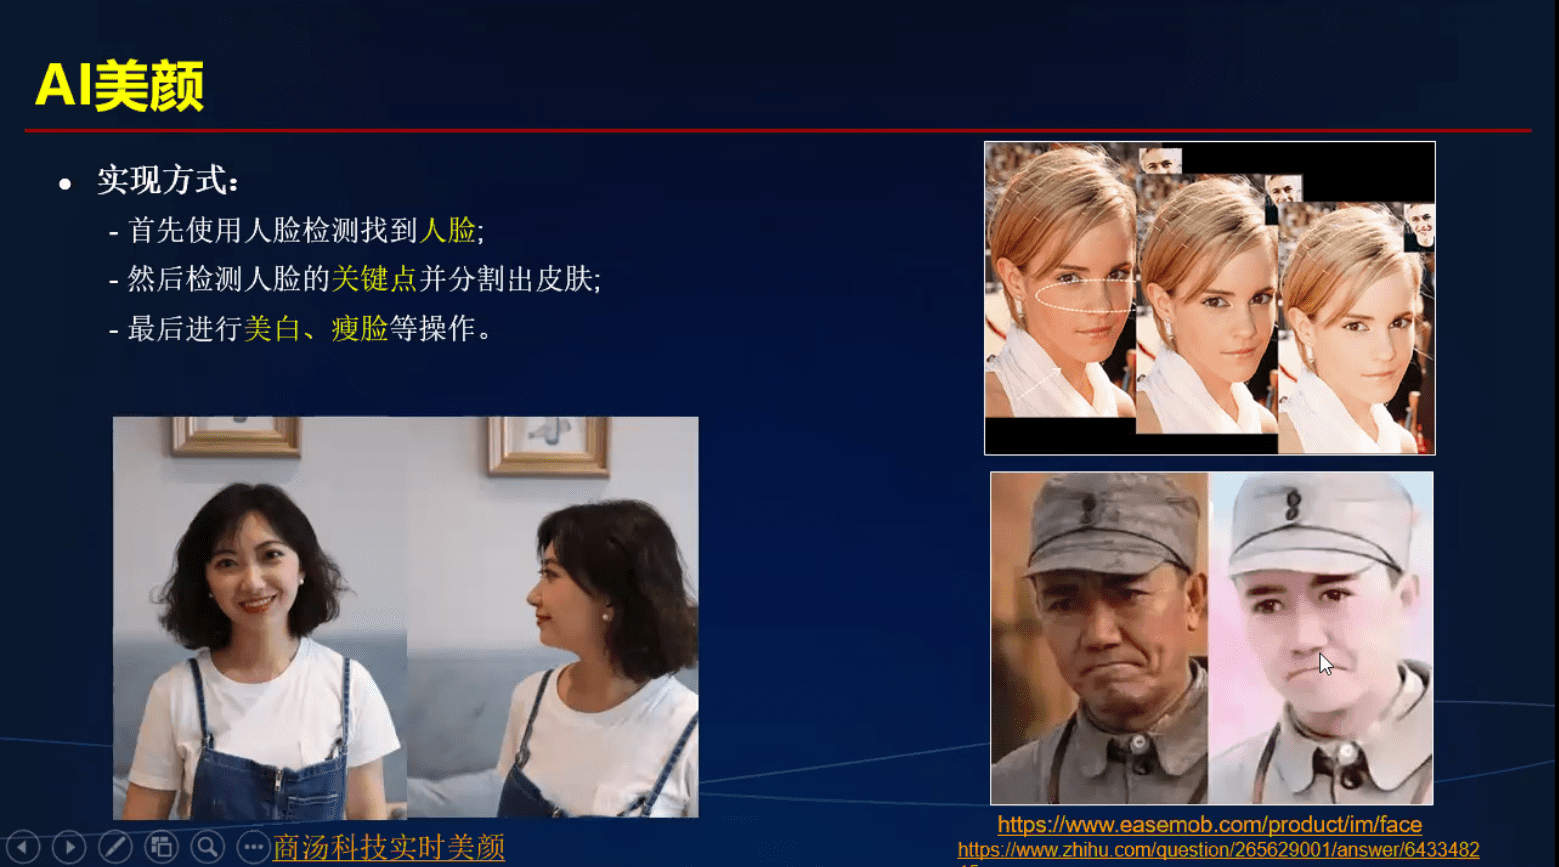 AI美颜
● 实现方式：
- 首先使用人脸检测找到人脸;
- 然后检测人脸的关键点并分割出皮肤;
- 最后进行美白、瘦脸等操作。
商汤科技实时美颜
https://www.easemob.com/product/im/face
https://www.zhihu.com/question/265629001/answer/6433482